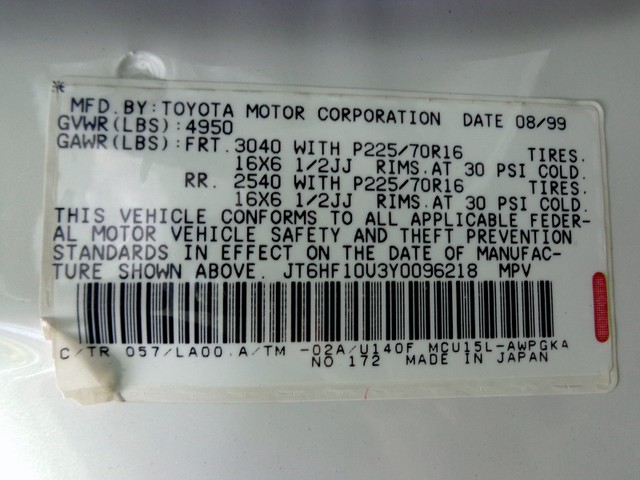 MFD.BY:TOYOTA MOTOR CORPORATION DATE 08/99
GVWR(LBS):4950
GAWR(LBS):FRT.3040 WITH P225/70R16 TIRES.
16X6 1/2JJ RIMS.AT 30 PSI COLD.
RR. 2540 WITH P225/70R16 TIRES.
16X6 1/2JJ RIMS.AT 30 PSI COLD.
THIS VEHICLE CONFORMS TO ALL APPLICABLE FEDER-
AL MOTOR VEHICLE SAFETY AND THEFT PREVENTION
STANDARDS IN EFFECT ON THE DATE OF MANUFAC-
TURE SHOWN ABOVE. JT6HF10U3Y0096218 MPV
C/TR 057/LA00.A/TM -02A/U140F MCU15L-AWPGKA
NO 172 MADE IN JAPAN